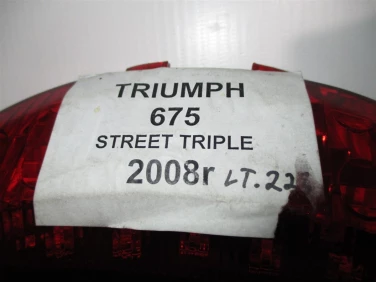 TRIUMPH
675
STREET TRIPLE
2008r LT.22